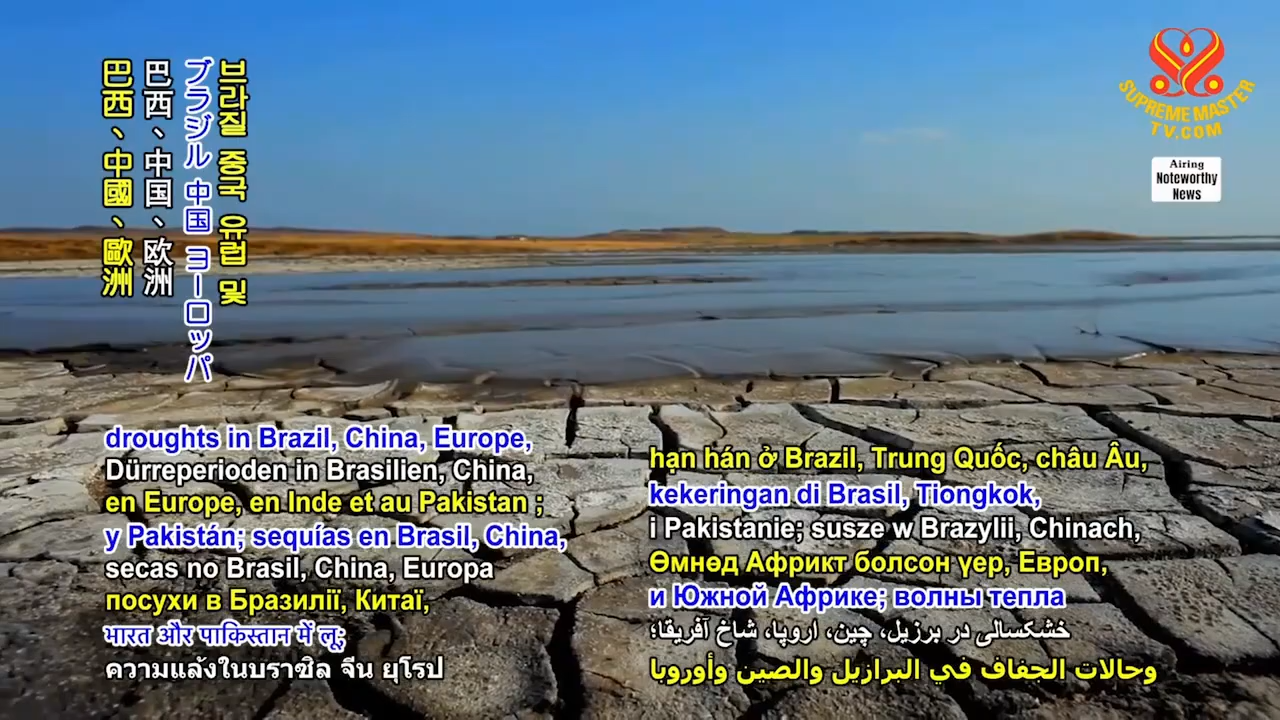 巴西、中國、歐洲
巴西、中国、欧洲
ブラジル 中国 ヨーロッパ
브라질 중국 유럽 및
SUPREME MASTER
TV.COM
Airing
Noteworthy
News
droughts in Brazil, China, Europe,
Dürreperioden in Brasilien, China,
en Europe, en Inde et au Pakistan ;
y Pakistán; sequías en Brasil, China,
secas no Brasil, China, Europa
посухи в Бразилії, Китаї,
भारत और पाकिस्तान में लू;
ความแล้งในบราซิล จีน ยุโรป
hạn hán ở Brazil, Trung Quốc, châu Âu,
kekeringan di Brasil, Tiongkok,
i Pakistanie; susze w Brazylii, Chinach,
Өмнөд Африкт болсон үер, Европ,
и Южной Африке; волны тепла
خشکسالی در برزیل، چین، اروپا، شاخ آفریقا؛
وحالات الجفاف في البرازيل والصين وأوروبا